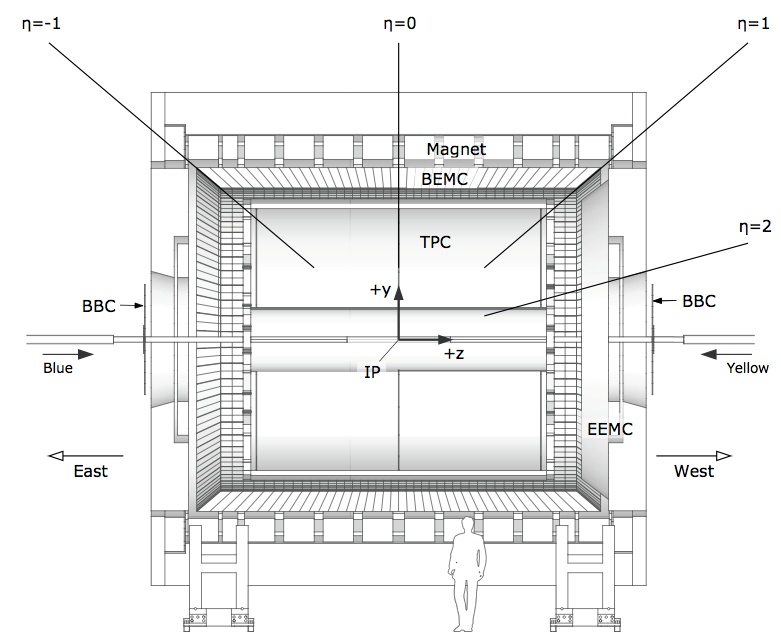 η=-1
η=0
η=1
Magnet
BEMC
η=2
TPC
+y
BBC
BBC
+z
IP
Blue
Yellow
EEMC
East
West